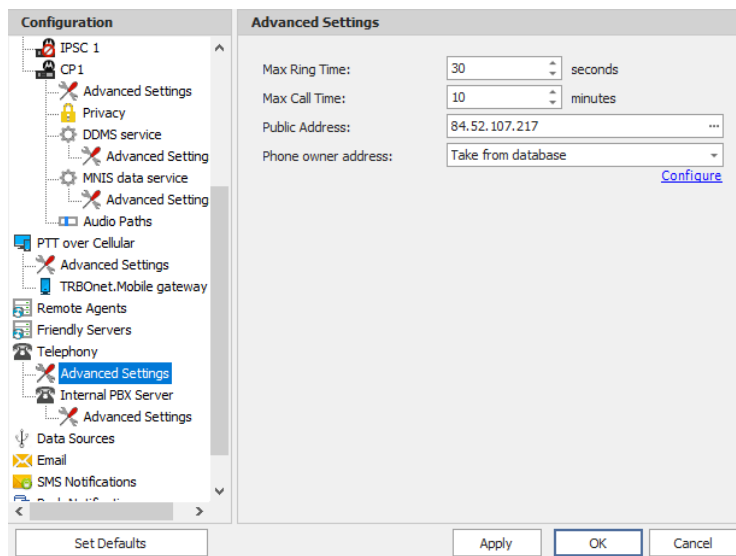 Configuration
IPSC 1
CP1
Advanced Settings
Privacy
DDMS service
Advanced Setting
MNIS data service
Advanced Setting
Audio Paths
PTT over Cellular
Advanced Settings
TRBOnet.Mobile gateway
Remote Agents
Friendly Servers
Telephony
Advanced Settings
Internal PBX Server
Advanced Settings
Data Sources
Email
SMS Notifications
Advanced Settings
Max Ring Time: 30 seconds
Max Call Time: 10 minutes
Public Address: 84.52.107.217 ...
Phone owner address: Take from database
Configure
Set Defaults Apply OK Cancel